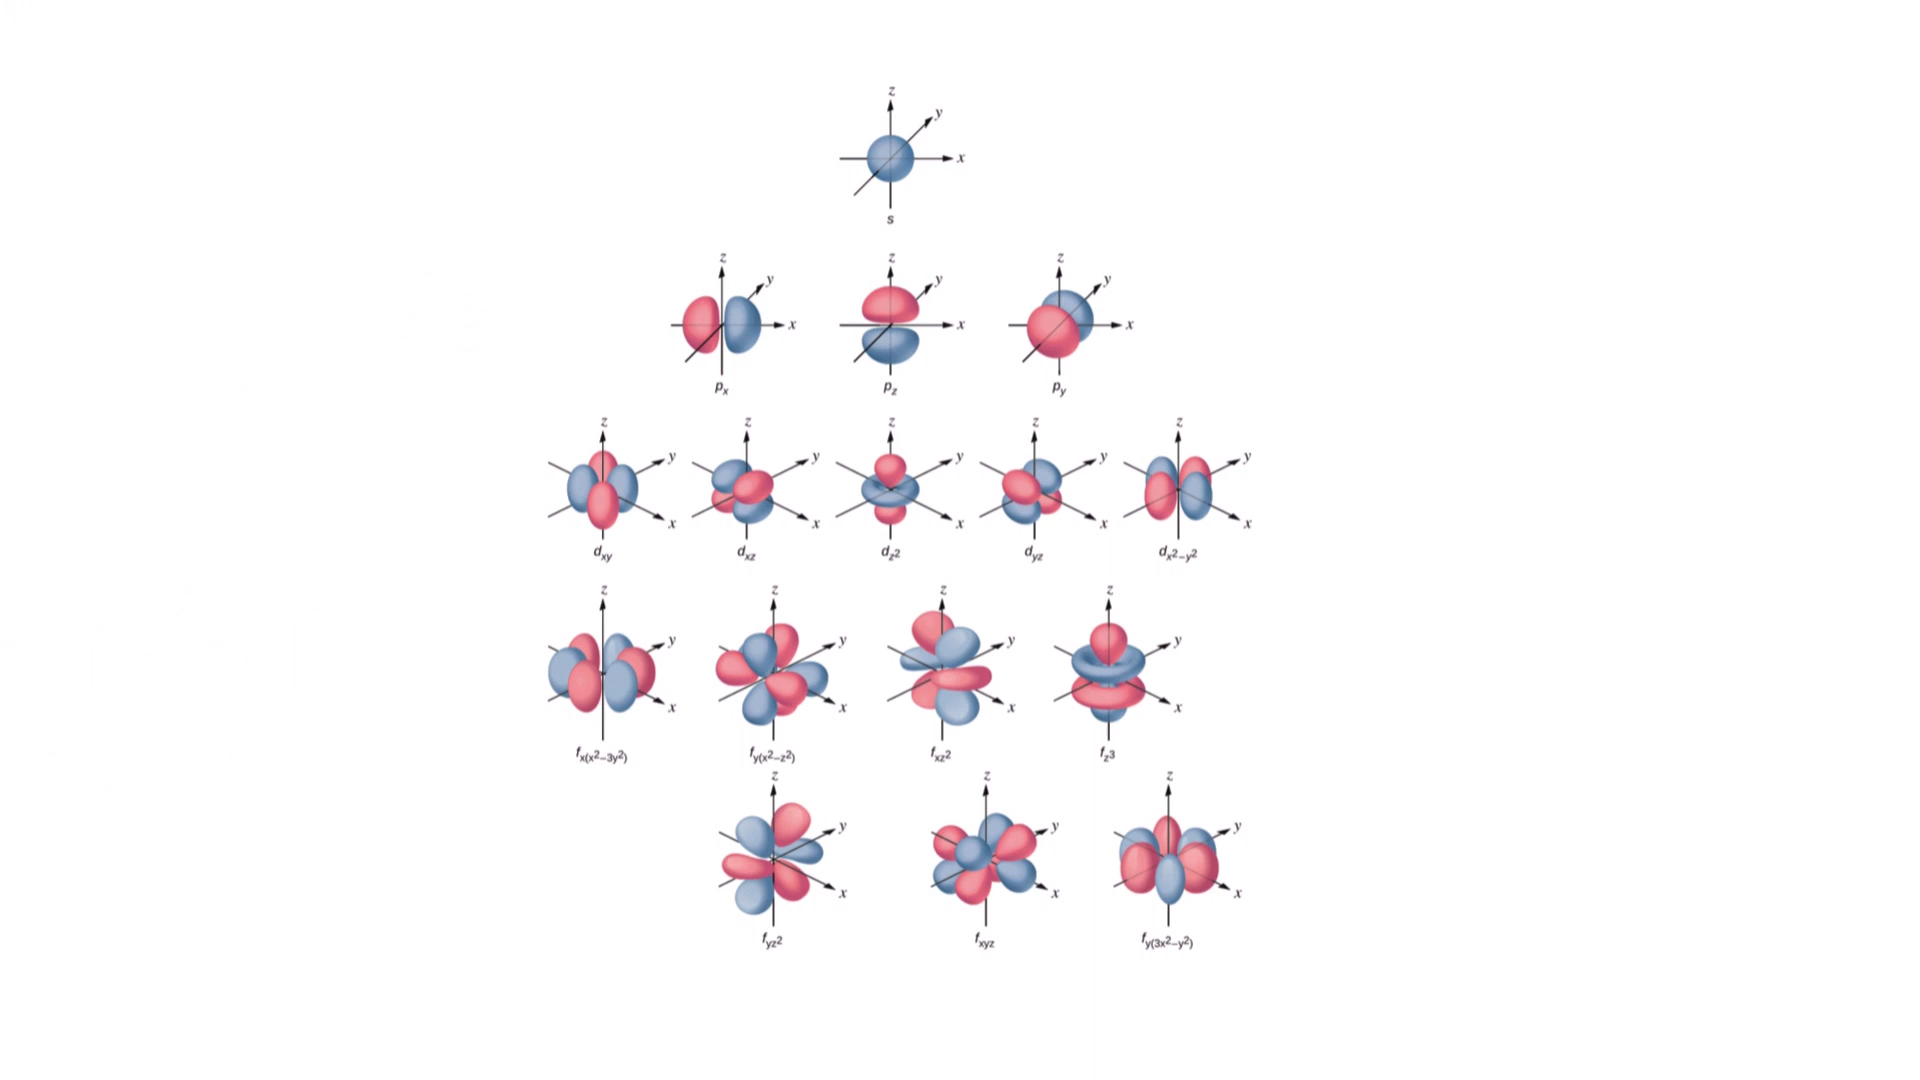 z
y
x
s
z z z
y y y
x x x
pₓ p_z p_y
z z z z z
y y y y y
x x x x x
d_xy d_xz d_z² d_yz d_x²–y²
z z z z
y y y y
x x x x
f_x(x²–3y²) f_y(x²–z²) f_xz² f_z³
z z z
y y y
x x x
f_yz² f_xyz f_y(3x²–y²)